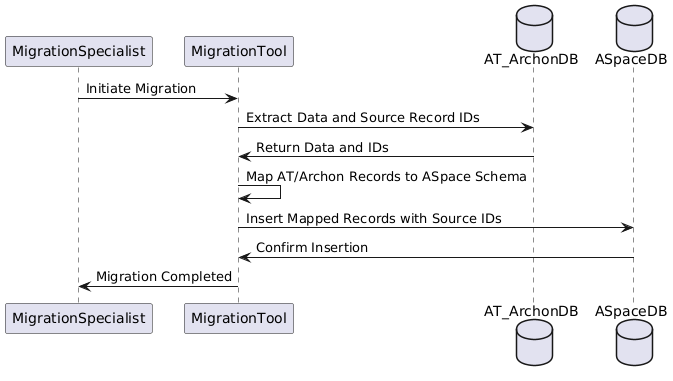 MigrationSpecialist
MigrationTool
AT_ArchonDB
ASpaceDB
Initiate Migration
Extract Data and Source Record IDs
Return Data and IDs
Map AT/Archon Records to ASpace Schema
Insert Mapped Records with Source IDs
Confirm Insertion
Migration Completed
MigrationSpecialist
MigrationTool
AT_ArchonDB
ASpaceDB